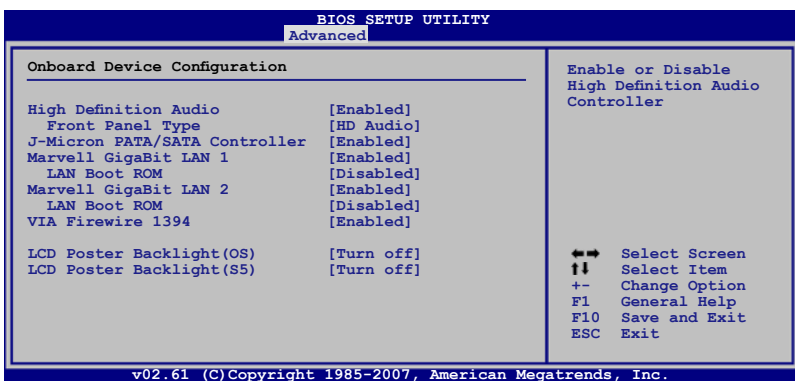 BIOS SETUP UTILITY
Advanced
Onboard Device Configuration
High Definition Audio [Enabled]
Front Panel Type [HD Audio]
J-Micron PATA/SATA Controller [Enabled]
Marvell GigaBit LAN 1 [Enabled]
LAN Boot ROM [Disabled]
Marvell GigaBit LAN 2 [Enabled]
LAN Boot ROM [Disabled]
VIA Firewire 1394 [Enabled]
LCD Poster Backlight(OS) [Turn off]
LCD Poster Backlight(S5) [Turn off]
Enable or Disable
High Definition Audio
Controller
←→ Select Screen
↑↓ Select Item
+- Change Option
F1 General Help
F10 Save and Exit
ESC Exit
v02.61 (C)Copyright 1985-2007, American Megatrends, Inc.